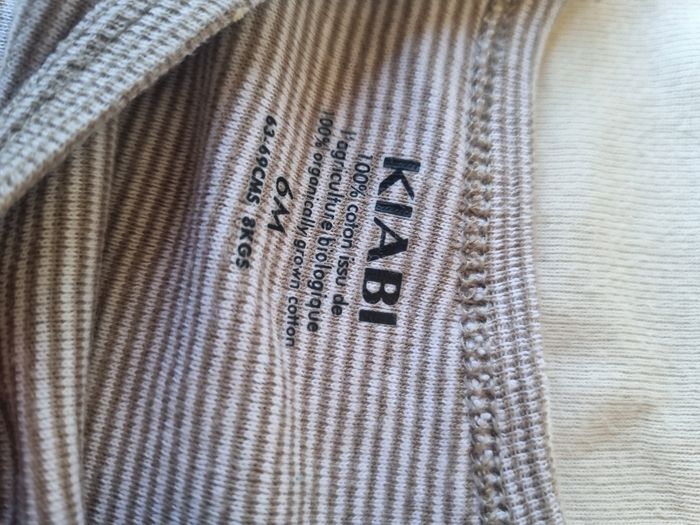 KIABI
100% coton issu de
l'agriculture biologique
100% organically grown cotton
6M
63-69CMS 8KGS